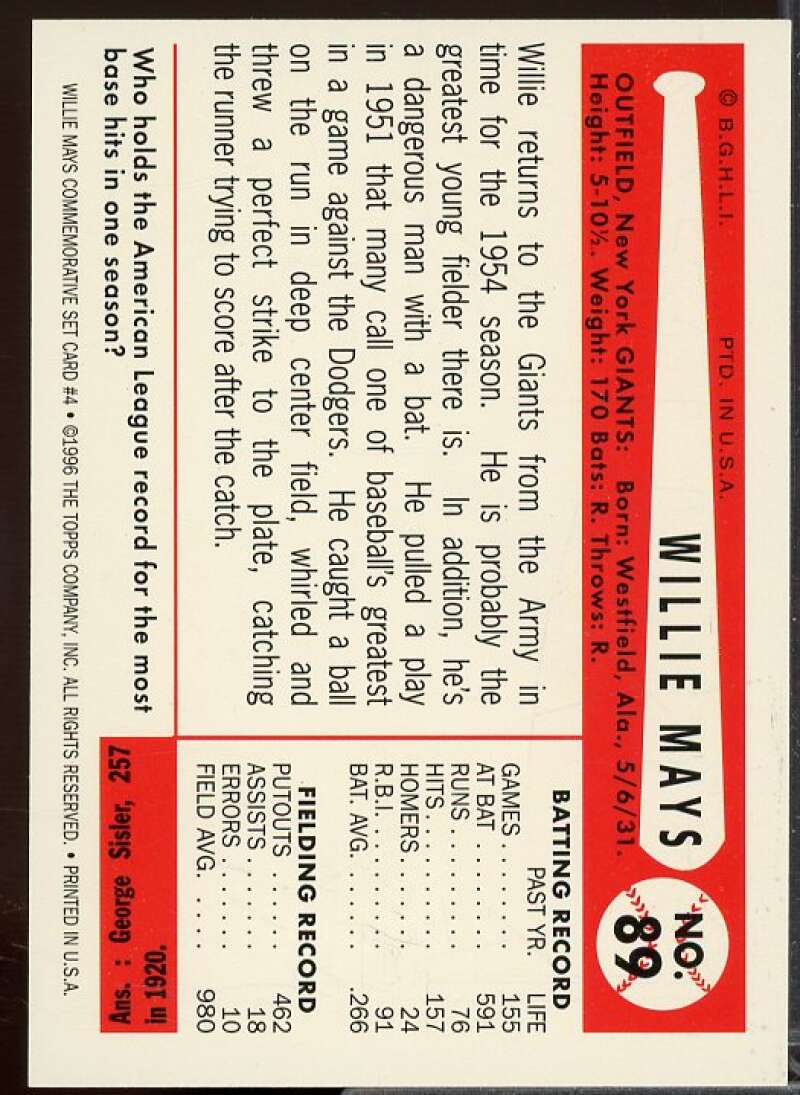 © B.G.H.L.I. PTD. IN U.S.A.
WILLIE MAYS
NO.
89
OUTFIELD, New York GIANTS: Born: Westfield, Ala., 5/6/31.
Height: 5-10½. Weight: 170 Bats: R. Throws: R.
Willie returns to the Giants from the Army in
time for the 1954 season. He is probably the
greatest young fielder there is. In addition, he's
a dangerous man with a bat. He pulled a play
in 1951 that many call one of baseball's greatest
in a game against the Dodgers. He caught a ball
on the run in deep center field, whirled and
threw a perfect strike to the plate, catching
the runner trying to score after the catch.
BATTING RECORD
PAST YR. LIFE
GAMES........ 155
AT BAT........ 591
RUNS......... 76
HITS.......... 157
HOMERS....... 24
R.B.I.......... 91
BAT. AVG....... .266
FIELDING RECORD
PUTOUTS...... 462
ASSISTS....... 18
ERRORS....... 10
FIELD AVG..... 980
Who holds the American League record for the most
base hits in one season?
Ans. : George Sisler, 257
in 1920.
WILLIE MAYS COMMEMORATIVE SET CARD #4 • ©1996 THE TOPPS COMPANY, INC. ALL RIGHTS RESERVED. • PRINTED IN U.S.A.